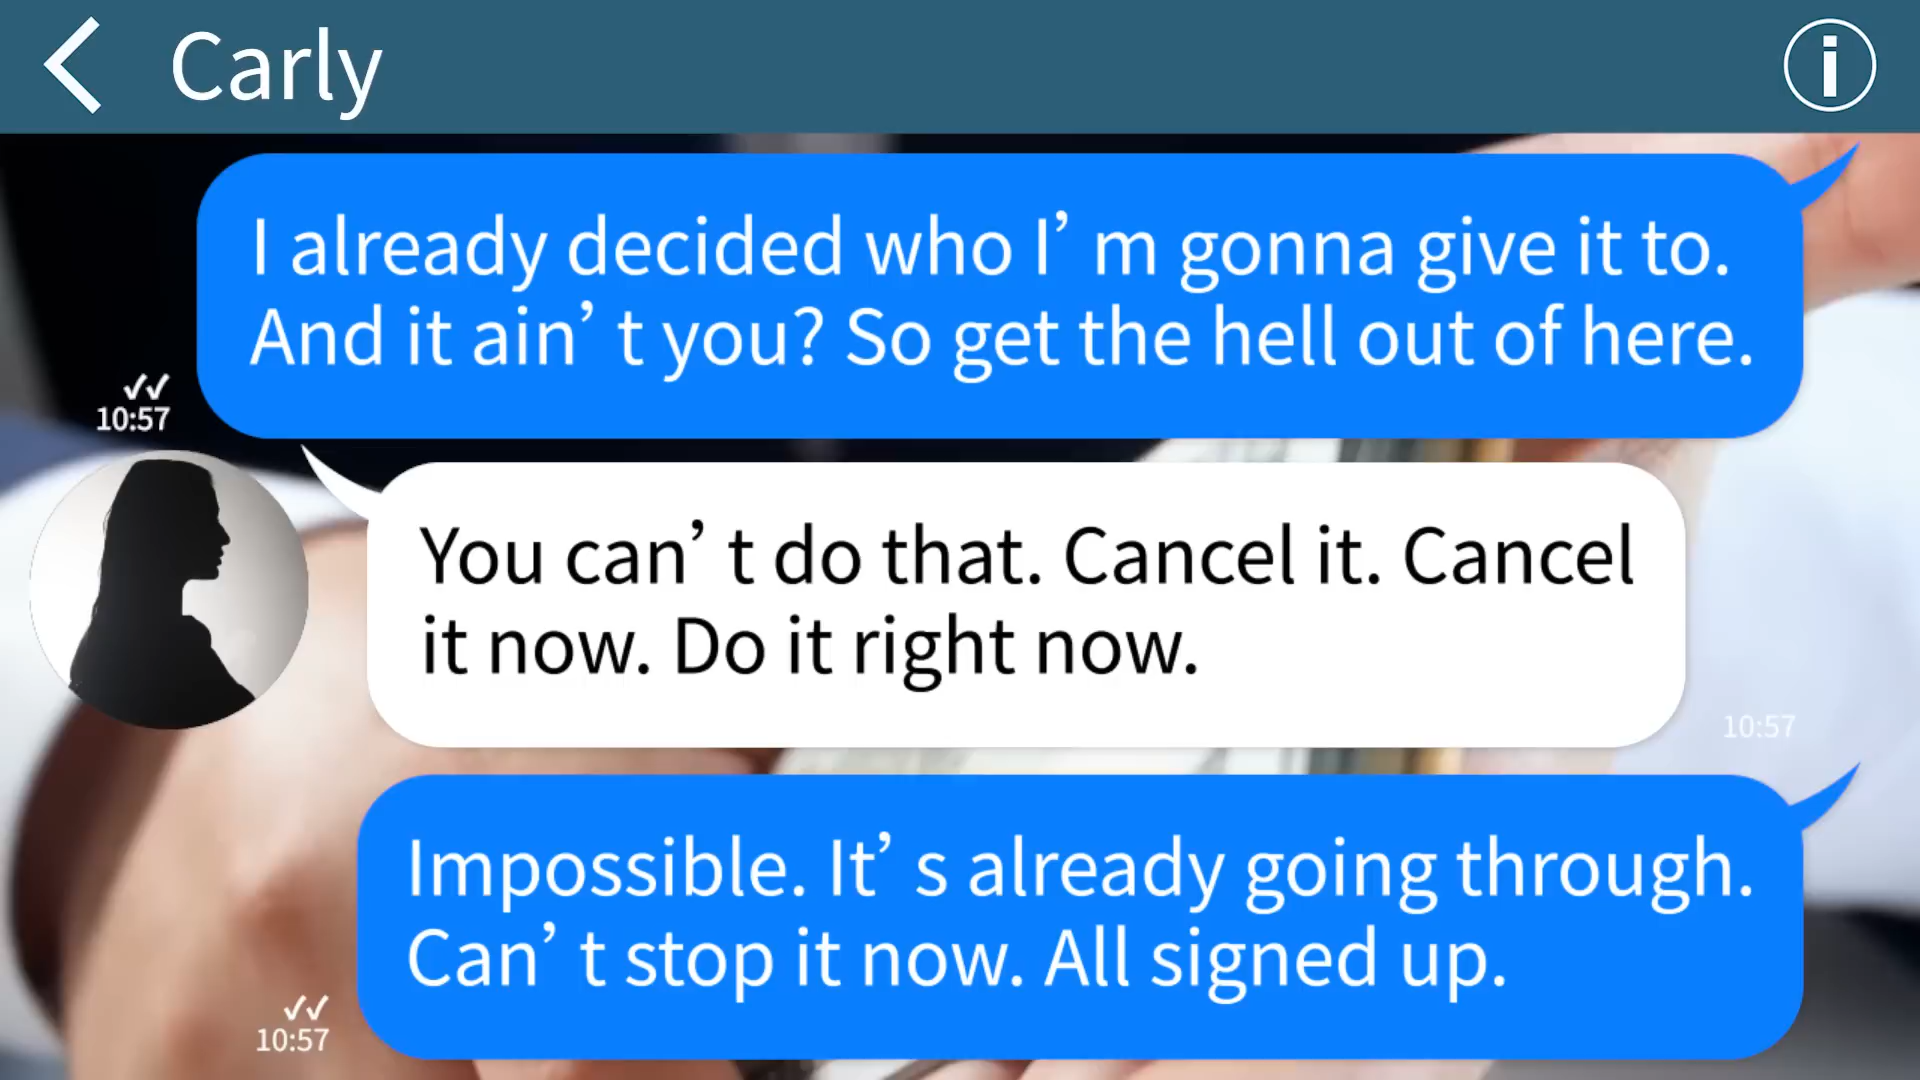 Carly
I already decided who I’m gonna give it to.
And it ain’t you? So get the hell out of here.
10:57
You can’t do that. Cancel it. Cancel
it now. Do it right now.
10:57
Impossible. It’s already going through.
Can’t stop it now. All signed up.
10:57